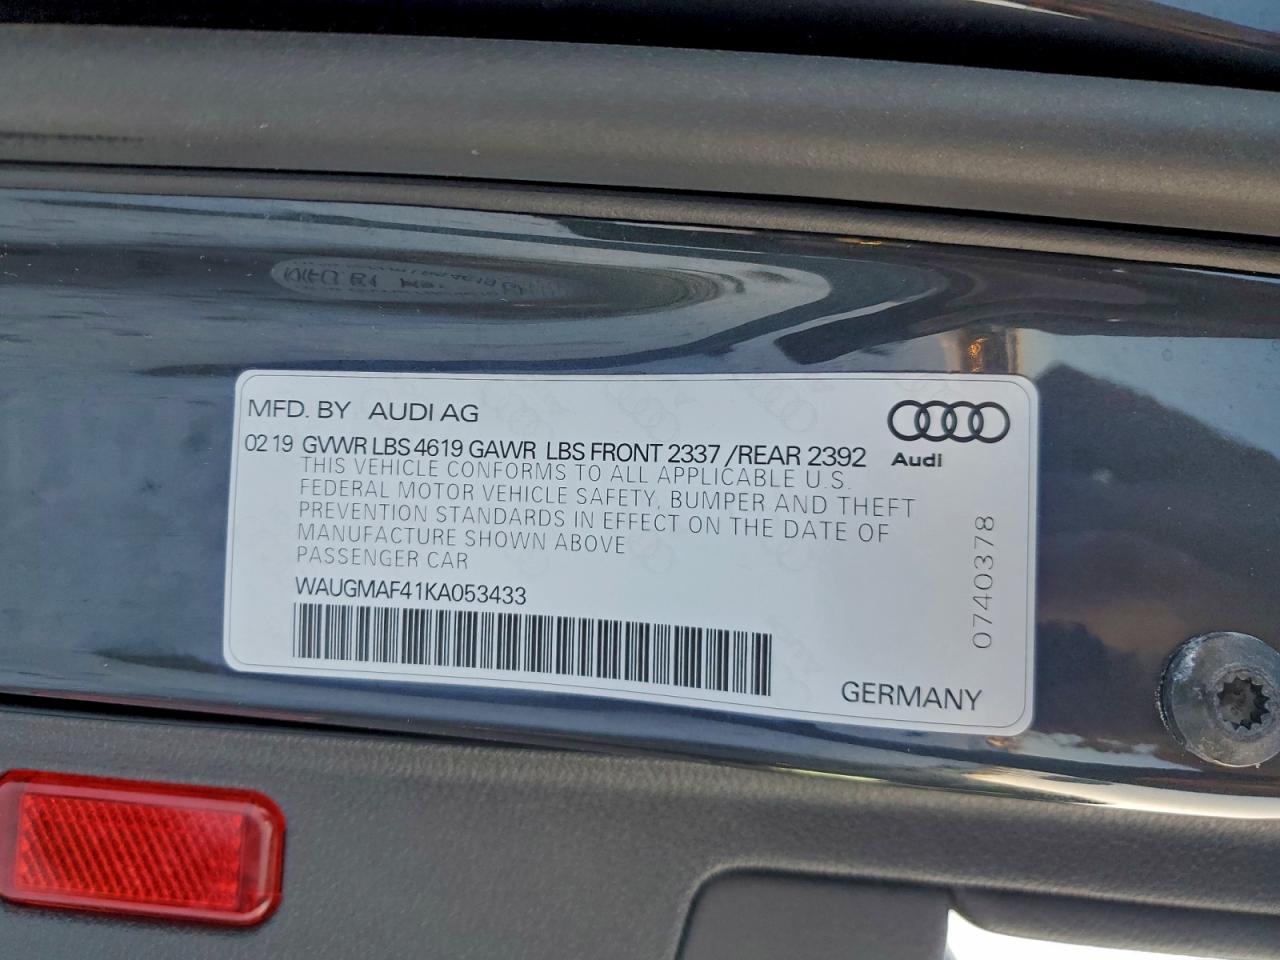 MFD. BY AUDI AG
02 19 GVWR LBS 4619 GAWR LBS FRONT 2337 /REAR 2392
Audi
THIS VEHICLE CONFORMS TO ALL APPLICABLE U.S.
FEDERAL MOTOR VEHICLE SAFETY, BUMPER AND THEFT
PREVENTION STANDARDS IN EFFECT ON THE DATE OF
MANUFACTURE SHOWN ABOVE
PASSENGER CAR
WAUGMAF41KA053433
GERMANY
0740378